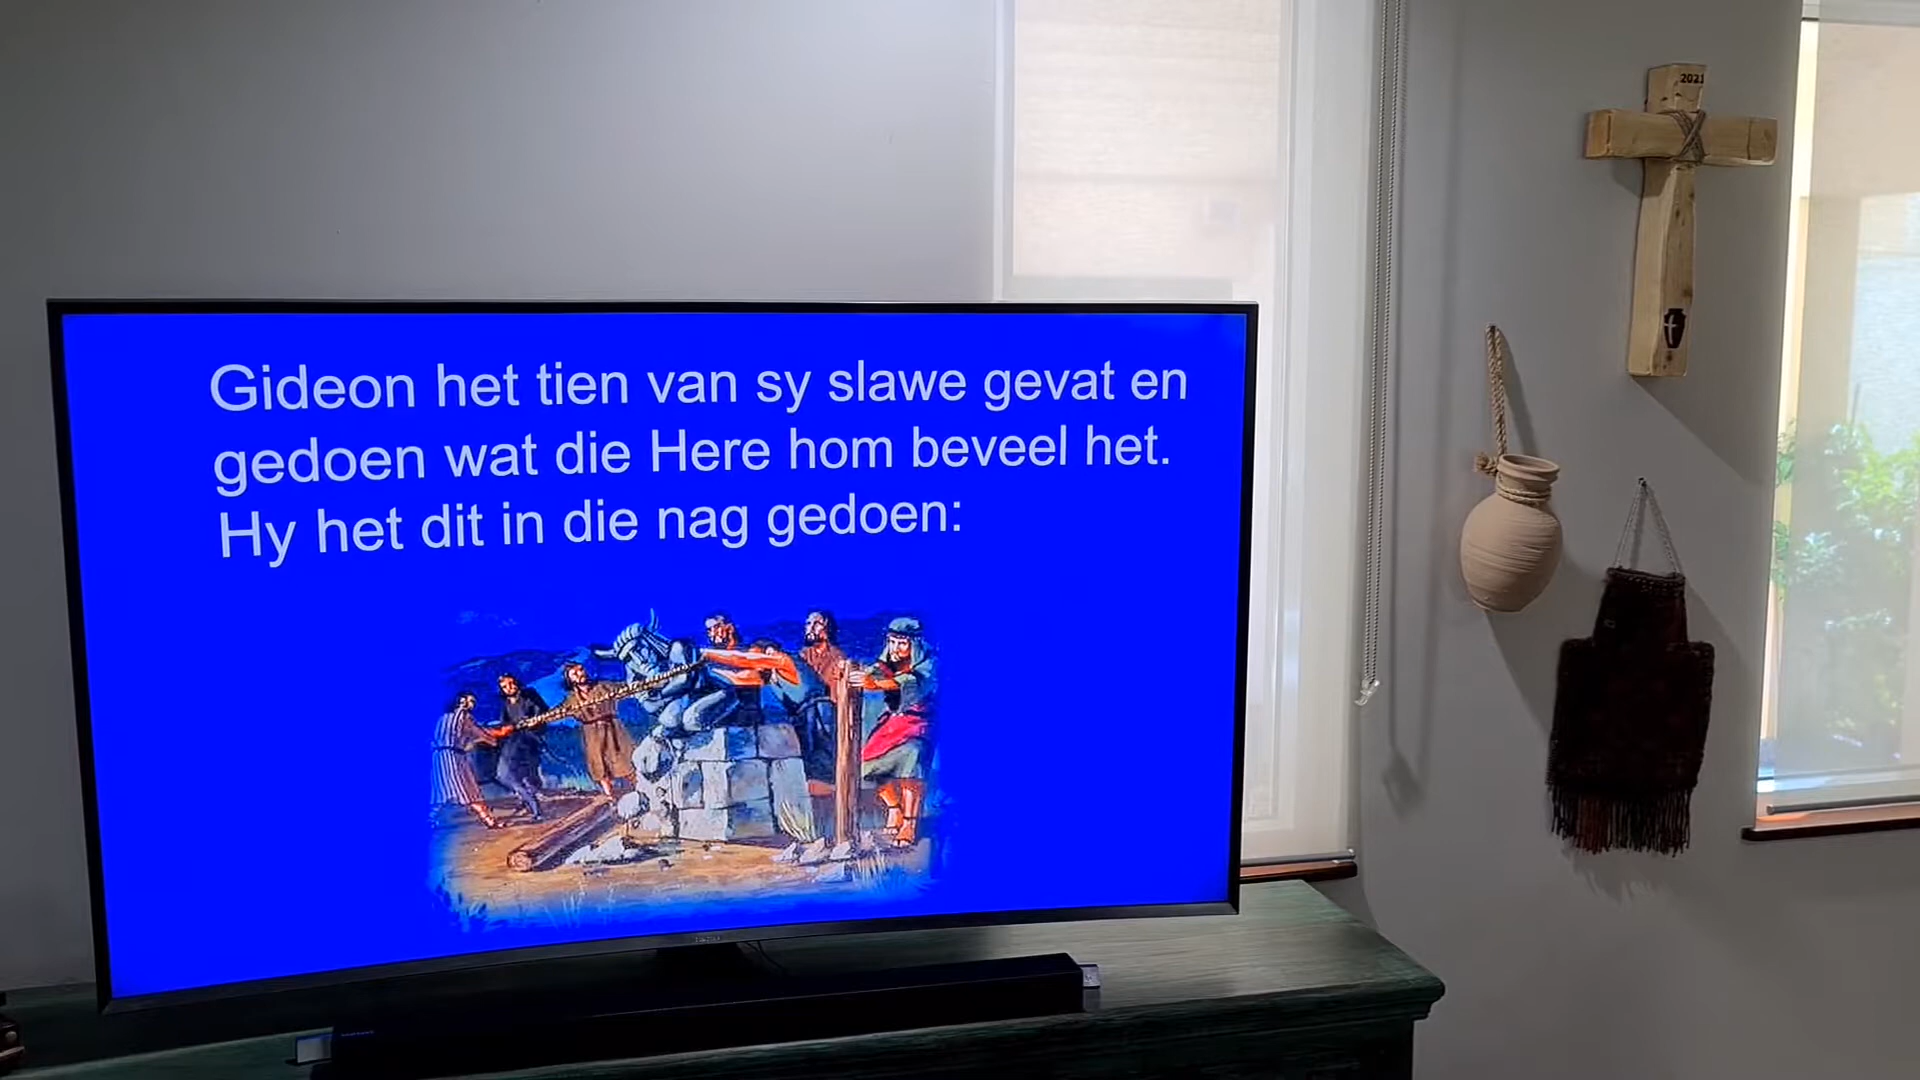 Gideon het tien van sy slawe gevat en
gedoen wat die Here hom beveel het.
Hy het dit in die nag gedoen:
2021